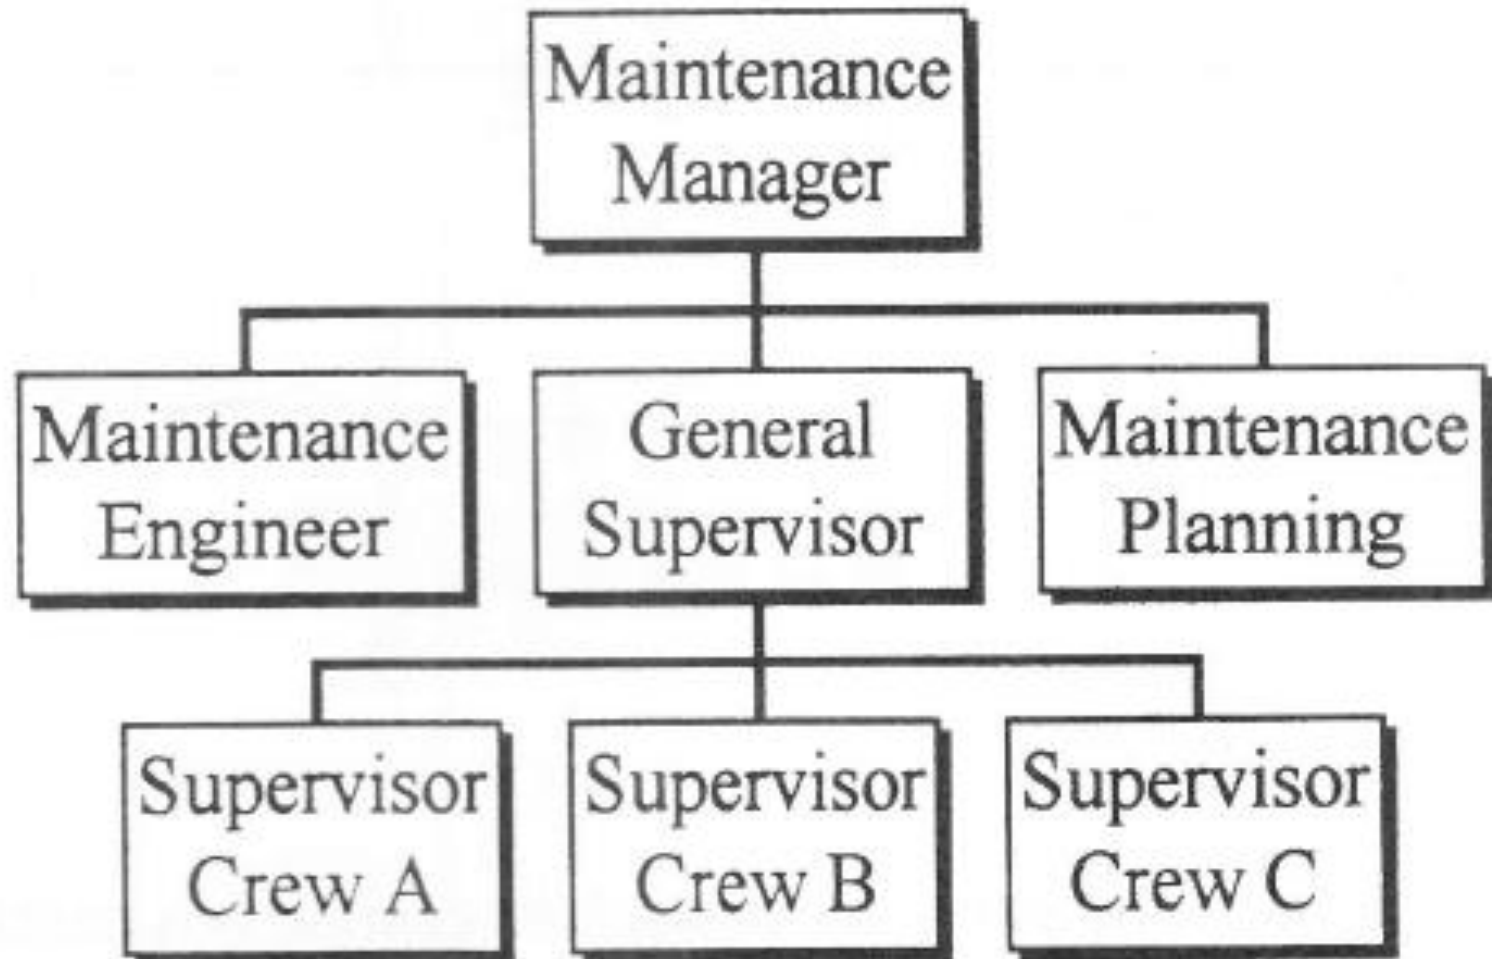 Maintenance
Manager
Maintenance
Engineer
General
Supervisor
Maintenance
Planning
Supervisor
Crew A
Supervisor
Crew B
Supervisor
Crew C